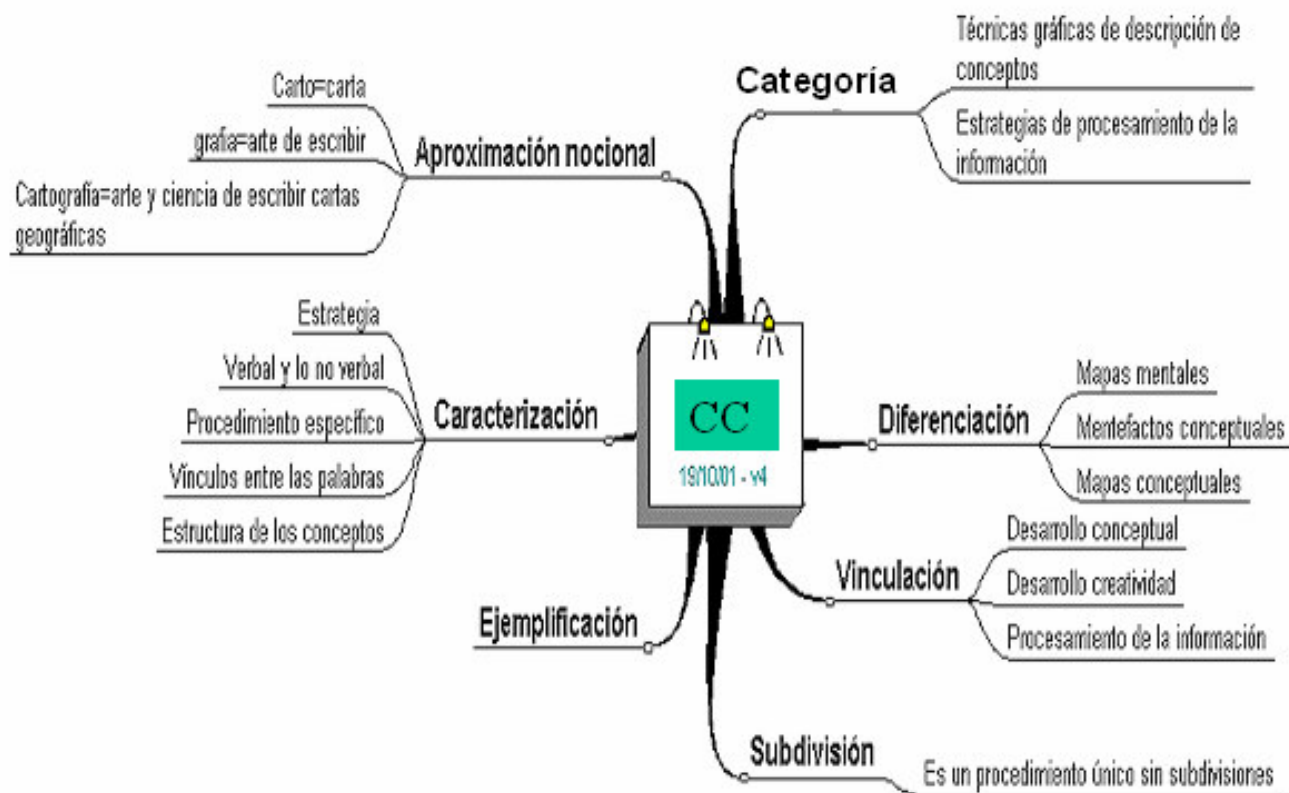 Categoría
Técnicas gráficas de descripción de
conceptos
Estrategias de procesamiento de la
información
Aproximación nocional
Carto=carta
grafia=arte de escribir
Cartografía=arte y ciencia de escribir cartas
geográficas
Caracterización
Estrategia
Verbal y lo no verbal
Procedimiento específico
Vínculos entre las palabras
Estructura de los conceptos
CC
19/10/01 - v4
Diferenciación
Mapas mentales
Mentefactos conceptuales
Mapas conceptuales
Vinculación
Desarrollo conceptual
Desarrollo creatividad
Procesamiento de la información
Ejemplificación
Subdivisión
Es un procedimiento único sin subdivisiones